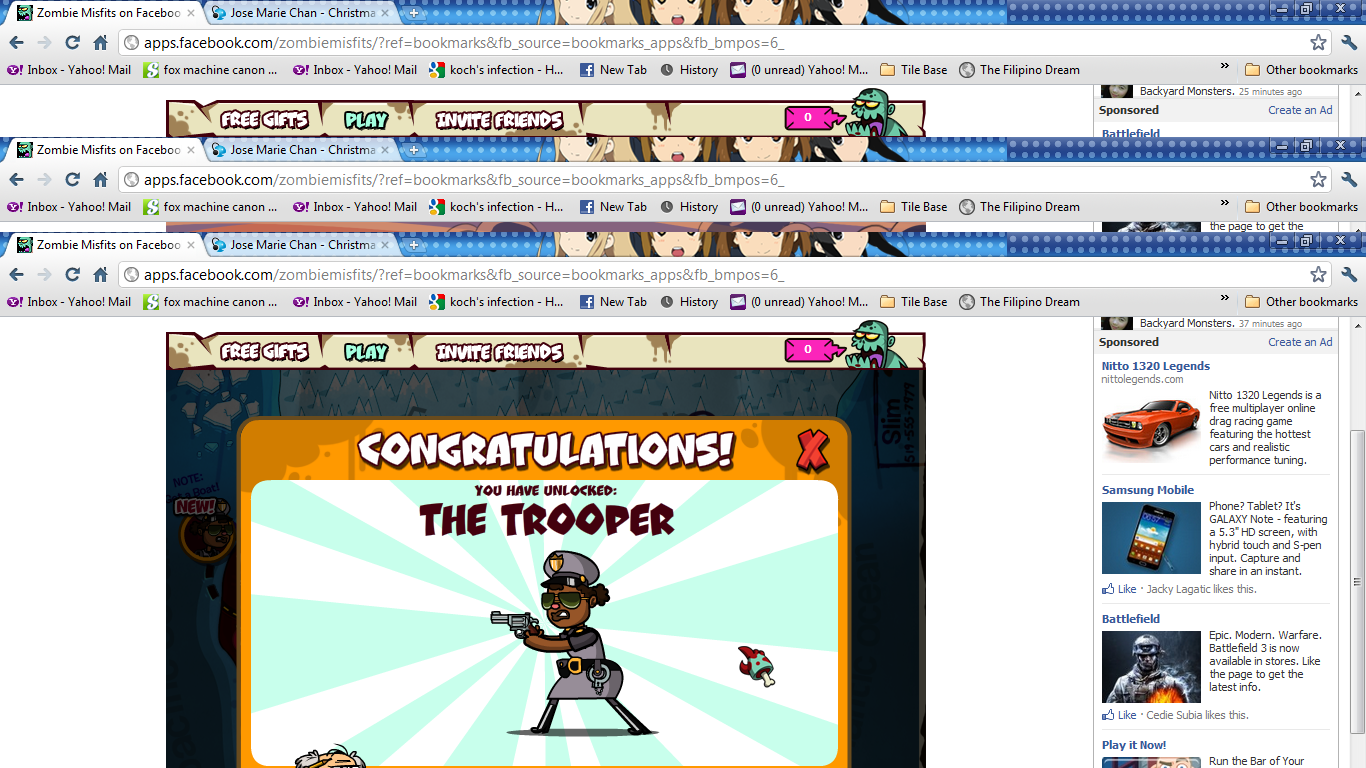 Zombie Misfits on Faceboo
Jose Marie Chan - Christma
apps.facebook.com/zombiemisfits/?ref=bookmarks&fb_source=bookmarks_apps&fb_bmpos=6_
Inbox - Yahoo! Mail
fox machine canon ...
Inbox - Yahoo! Mail
koch's infection - H...
New Tab
History
(0 unread) Yahoo! M...
Tile Base
The Filipino Dream
»
Other bookmarks
FREE GIFTS
PLAY
INVITE FRIENDS
0
Backyard Monsters. 25 minutes ago
Sponsored
Create an Ad
Battlefield
Zombie Misfits on Faceboo
Jose Marie Chan - Christma
apps.facebook.com/zombiemisfits/?ref=bookmarks&fb_source=bookmarks_apps&fb_bmpos=6_
Inbox - Yahoo! Mail
fox machine canon ...
Inbox - Yahoo! Mail
koch's infection - H...
New Tab
History
(0 unread) Yahoo! M...
Tile Base
The Filipino Dream
»
Other bookmarks
the page to get the
Zombie Misfits on Faceboo
Jose Marie Chan - Christma
apps.facebook.com/zombiemisfits/?ref=bookmarks&fb_source=bookmarks_apps&fb_bmpos=6_
Inbox - Yahoo! Mail
fox machine canon ...
Inbox - Yahoo! Mail
koch's infection - H...
New Tab
History
(0 unread) Yahoo! M...
Tile Base
The Filipino Dream
»
Other bookmarks
FREE GIFTS
PLAY
INVITE FRIENDS
0
CONGRATULATIONS!
X
YOU HAVE UNLOCKED:
THE TROOPER
NOTE:
NEW!
Slim
519-555-7979
ocean
Backyard Monsters. 37 minutes ago
Sponsored
Create an Ad
Nitto 1320 Legends
nittolegends.com
Nitto 1320 Legends is a
free multiplayer online
drag racing game
featuring the hottest
cars and realistic
performance tuning.
Samsung Mobile
Phone? Tablet? It's
GALAXY Note - featuring
a 5.3" HD screen, with
hybrid touch and S-pen
input. Capture and
share in an instant.
Like · Jacky Lagatic likes this.
Battlefield
Epic. Modern. Warfare.
Battlefield 3 is now
available in stores. Like
the page to get the
latest info.
Like · Cedie Subia likes this.
Play it Now!
Run the Bar of Your